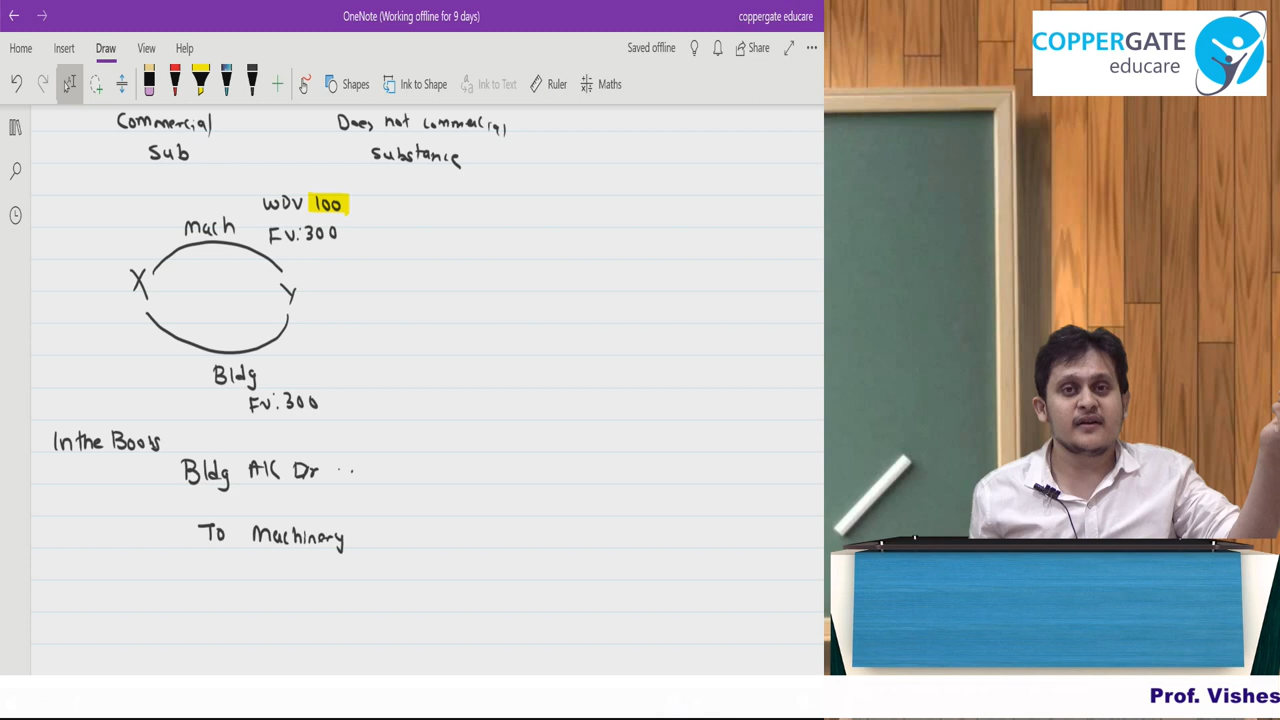 OneNote (Working offline for 9 days)
coppergate educare
Home Insert Draw View Help
Saved offline
Share
Shapes
Ink to Shape
Ink to Text
Ruler
Maths
COPPERGATE
educare
Commercial
Sub
Does not commercial
substance
WDV 100
Mach
FV: 300
X
Y
Bldg
FV: 300
In the Books
Bldg A/c Dr ..
To Machinery
Prof. Vishes